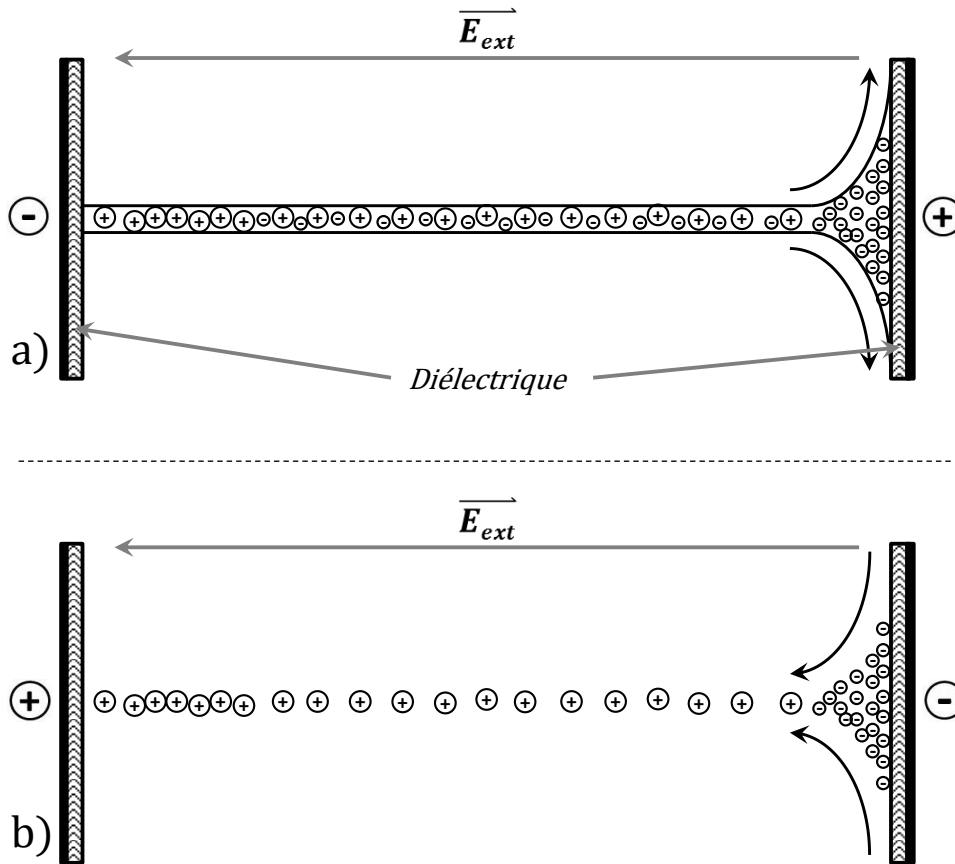 E_ext
-
+
a)
Diélectrique
E_ext
+
-
b)